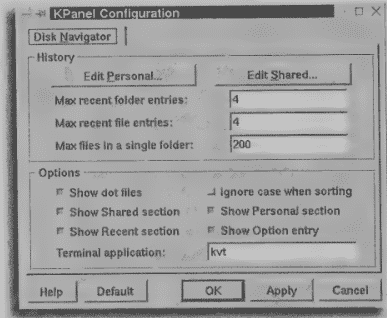 KPanel Configuration
Disk Navigator
History
Edit Personal... Edit Shared...
Max recent folder entries: 4
Max recent file entries: 4
Max files in a single folder: 200
Options
Show dot files Ignore case when sorting
Show Shared section Show Personal section
Show Recent section Show Option entry
Terminal application: kvt
Help Default OK Apply Cancel